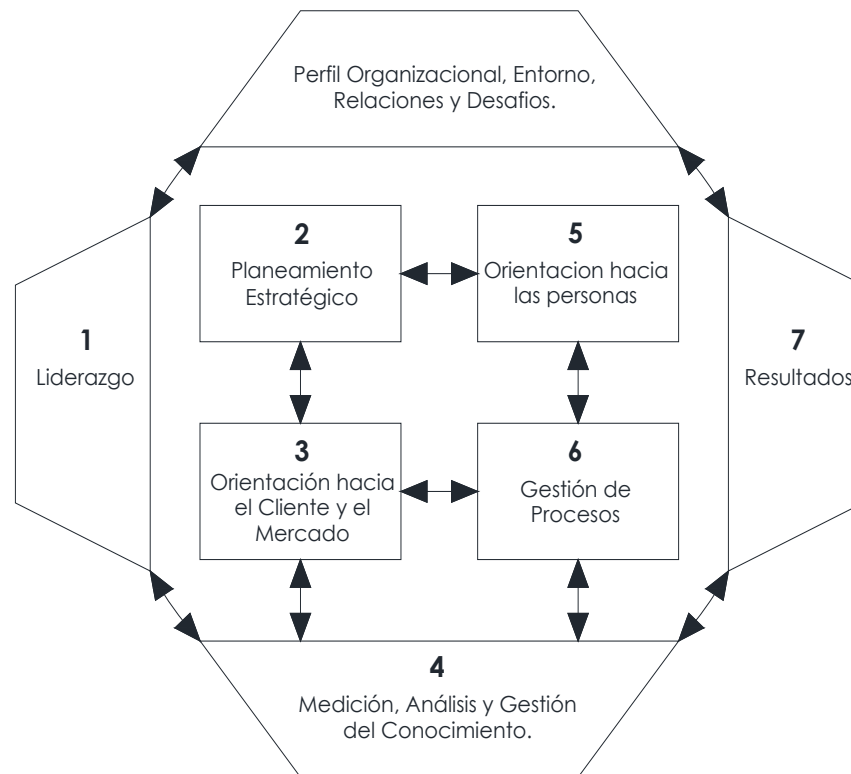 Perfil Organizacional, Entorno,
Relaciones y Desafios.
2
Planeamiento
Estratégico
5
Orientacion hacia
las personas
1
Liderazgo
7
Resultados
3
Orientación hacia
el Cliente y el
Mercado
6
Gestión de
Procesos
4
Medición, Análisis y Gestión
del Conocimiento.